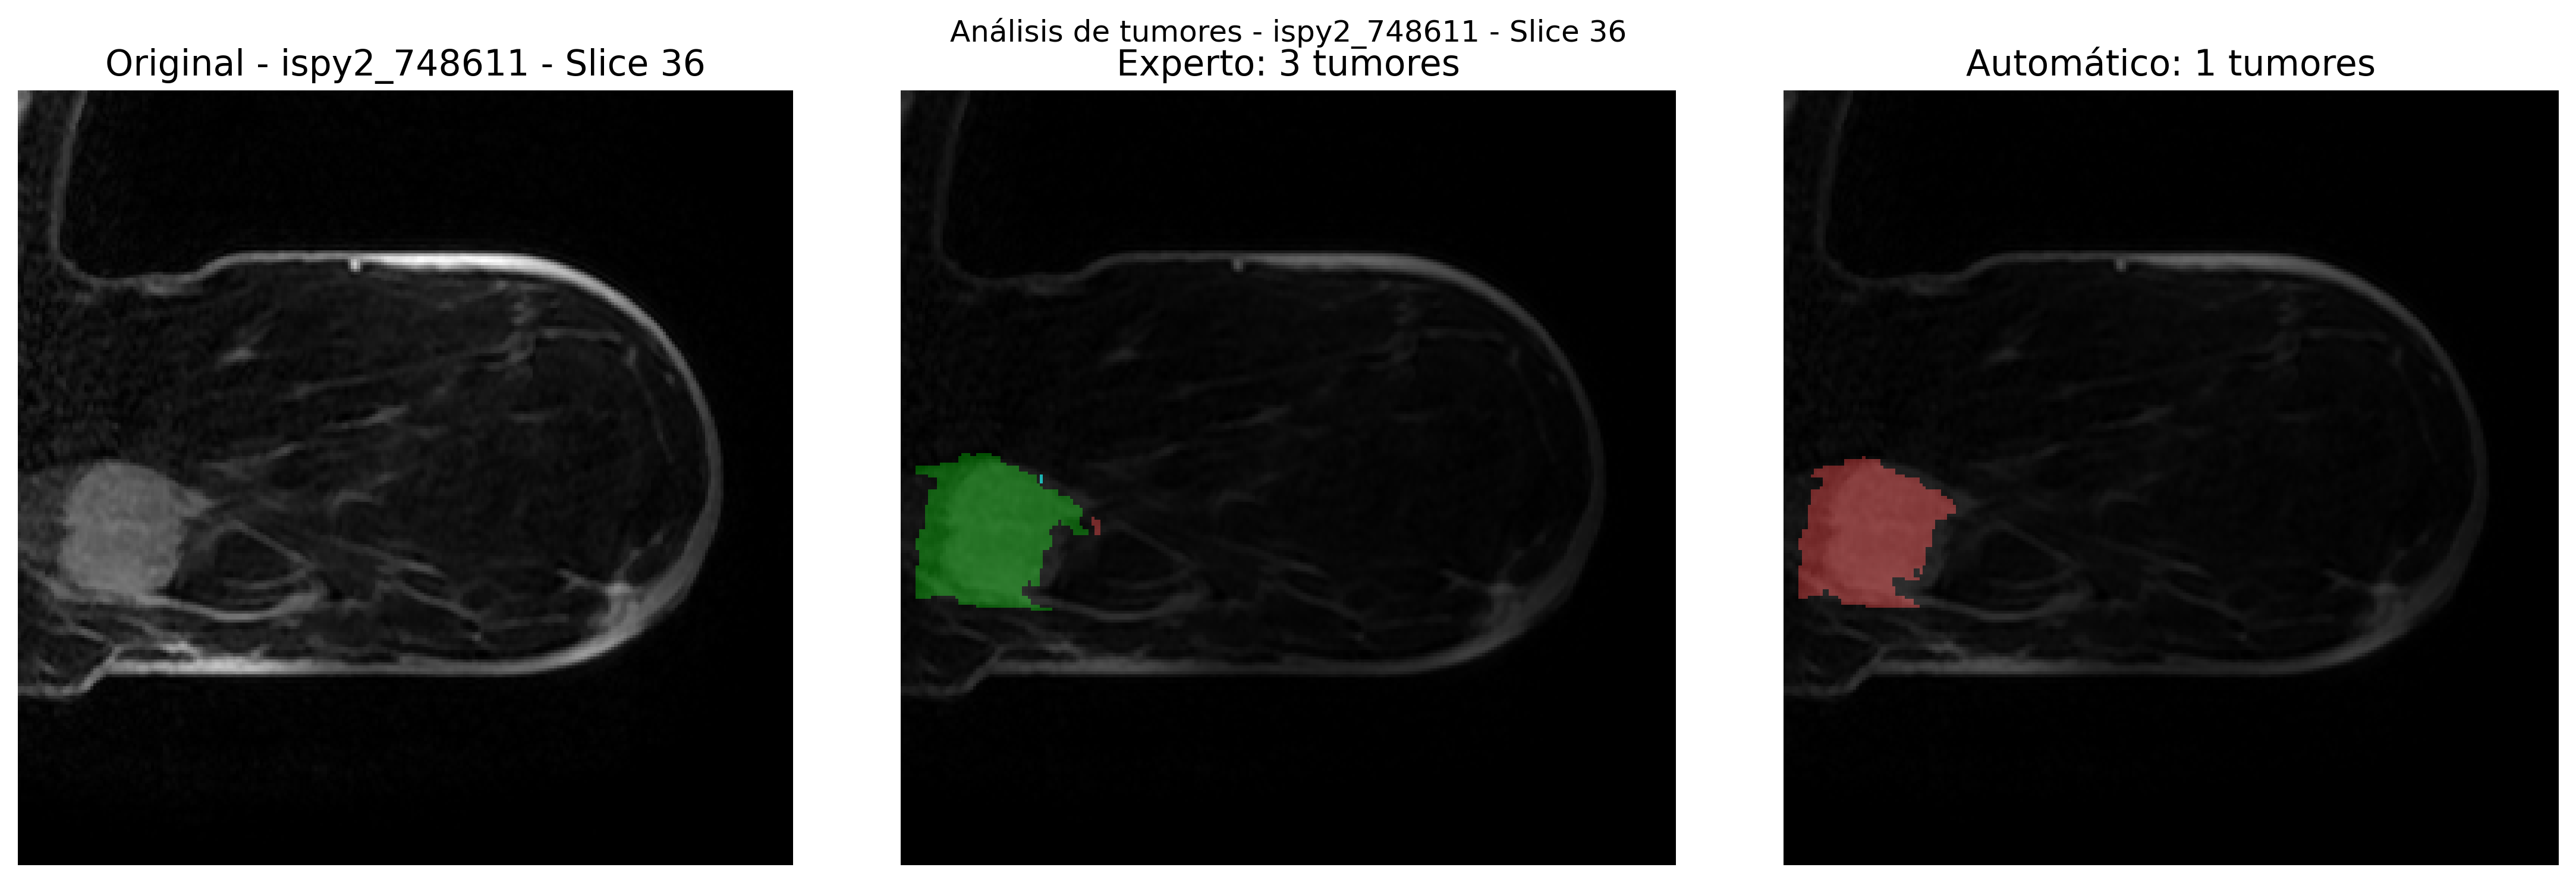 Análisis de tumores - ispy2_748611 - Slice 36
Original - ispy2_748611 - Slice 36
Experto: 3 tumores
Automático: 1 tumores